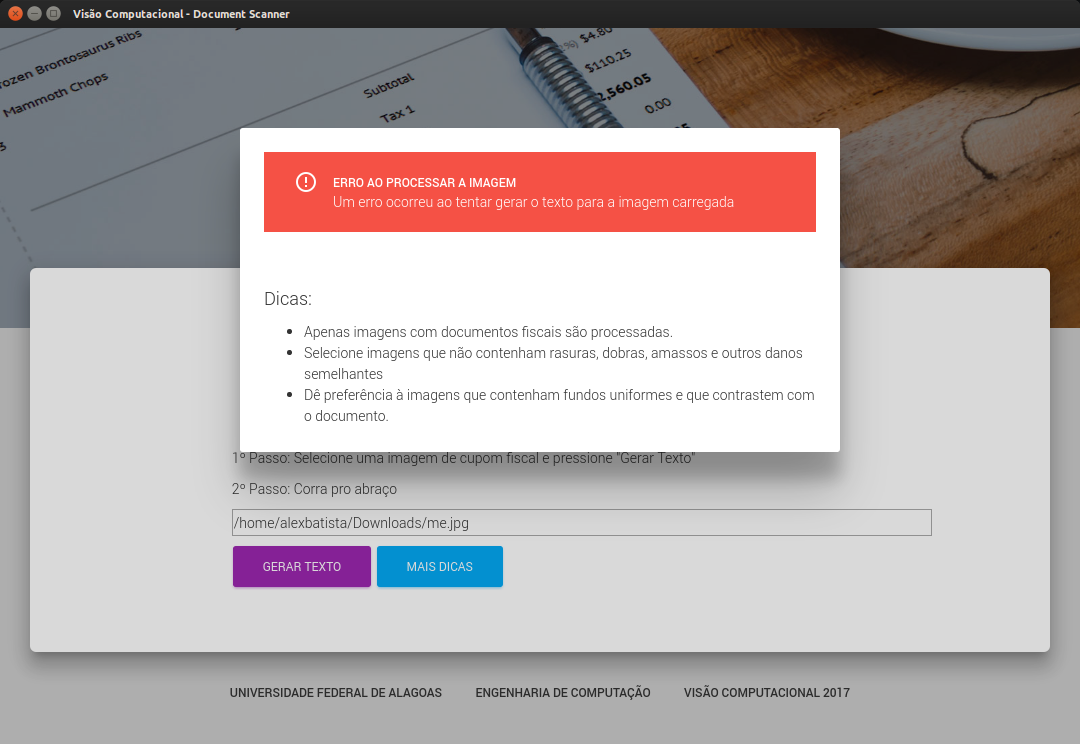 Visão Computacional - Document Scanner
rozen Brontosaurus Ribs
Mammoth Chops
Subtotal
Tax 1
$4.80
$110.25
,560.05
0.00
ERRO AO PROCESSAR A IMAGEM
Um erro ocorreu ao tentar gerar o texto para a imagem carregada
Dicas:
Apenas imagens com documentos fiscais são processadas.
Selecione imagens que não contenham rasuras, dobras, amassos e outros danos
semelhantes
Dê preferência à imagens que contenham fundos uniformes e que contrastem com
o documento.
1º Passo: Selecione uma imagem de cupom fiscal e pressione "Gerar Texto"
2º Passo: Corra pro abraço
/home/alexbatista/Downloads/me.jpg
GERAR TEXTO MAIS DICAS
UNIVERSIDADE FEDERAL DE ALAGOAS ENGENHARIA DE COMPUTAÇÃO VISÃO COMPUTACIONAL 2017